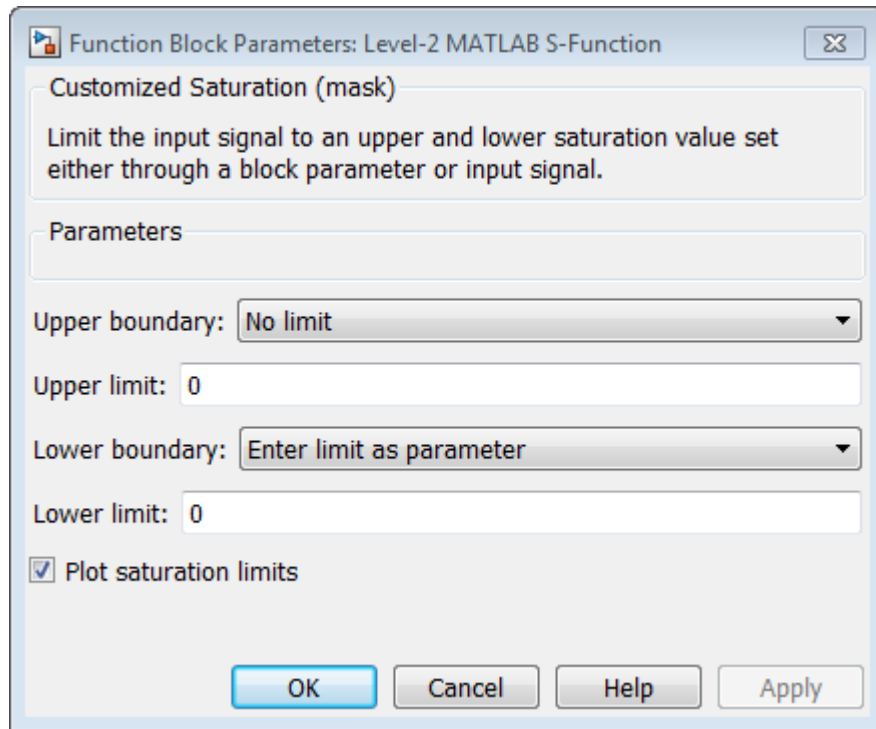 Function Block Parameters: Level-2 MATLAB S-Function
Customized Saturation (mask)
Limit the input signal to an upper and lower saturation value set
either through a block parameter or input signal.
Parameters
Upper boundary: No limit
Upper limit: 0
Lower boundary: Enter limit as parameter
Lower limit: 0
Plot saturation limits
OK Cancel Help Apply